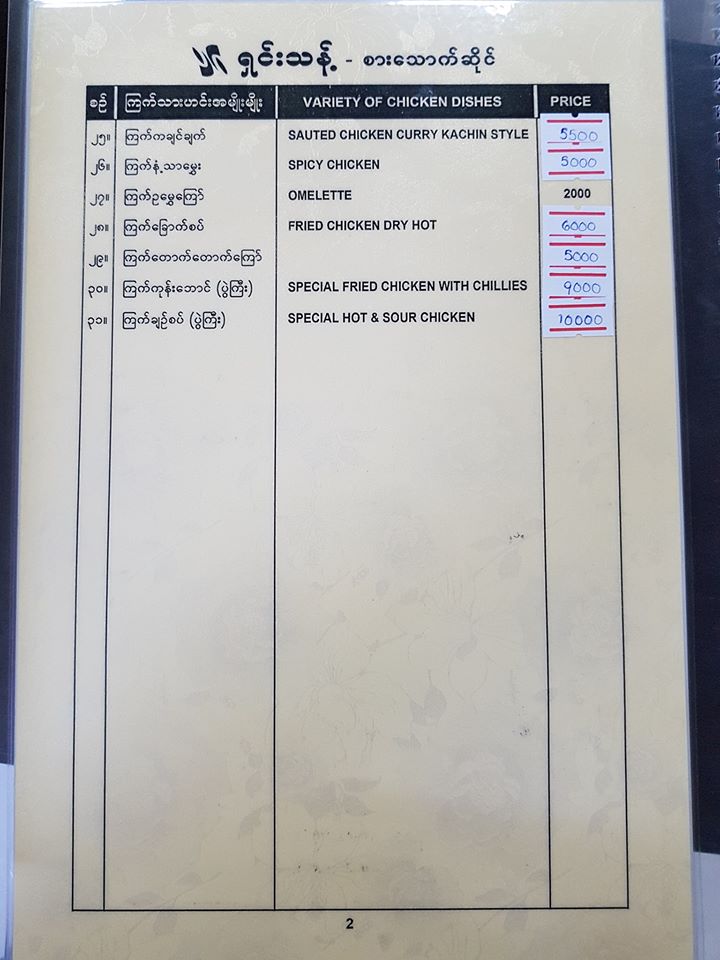 ရှင်းသန့် - စားသောက်ဆိုင်
စဉ် ကြက်သားဟင်းအမျိုးမျိုး VARIETY OF CHICKEN DISHES PRICE
၂၅။ ကြက်ကချင်ချက် SAUTED CHICKEN CURRY KACHIN STYLE 5500
၂၆။ ကြက်နံ့သာမွှေး SPICY CHICKEN 5000
၂၇။ ကြက်ဥမွှေကြော် OMELETTE 2000
၂၈။ ကြက်ခြောက်စပ် FRIED CHICKEN DRY HOT 6000
၂၉။ ကြက်တောက်တောက်ကြော် 5000
၃၀။ ကြက်ကုန်းဘောင် (ပွဲကြီး) SPECIAL FRIED CHICKEN WITH CHILLIES 9000
၃၁။ ကြက်ချဉ်စပ် (ပွဲကြီး) SPECIAL HOT & SOUR CHICKEN 10000
2